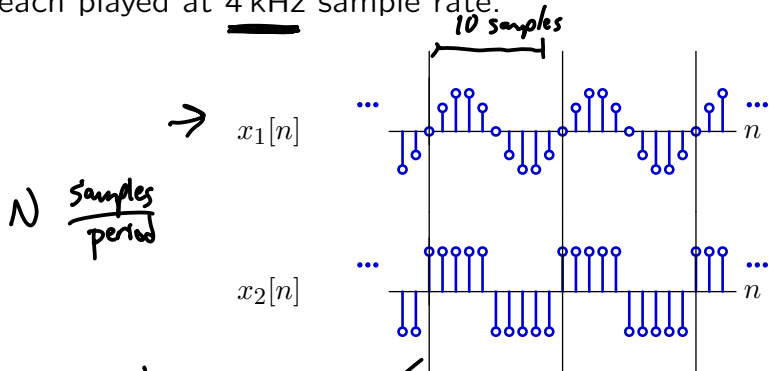 each played at 4 kHz sample rate.
10 samples
... x₁[n] n ...
N samples
period
... x₂[n] n ...